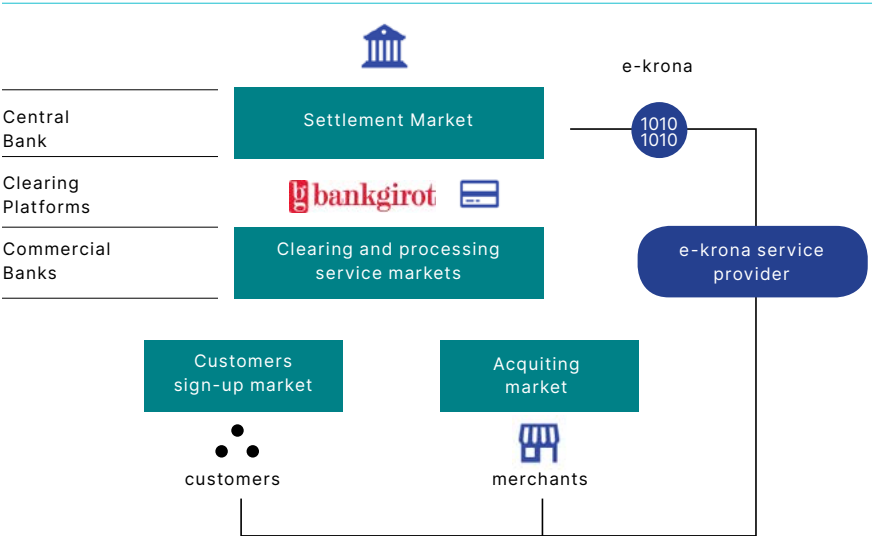 e-krona
Central
Bank
Settlement Market
1010
1010
Clearing
Platforms
b bankgirot
Commercial
Banks
Clearing and processing
service markets
e-krona service
provider
Customers
sign-up market
Acquiting
market
customers
merchants